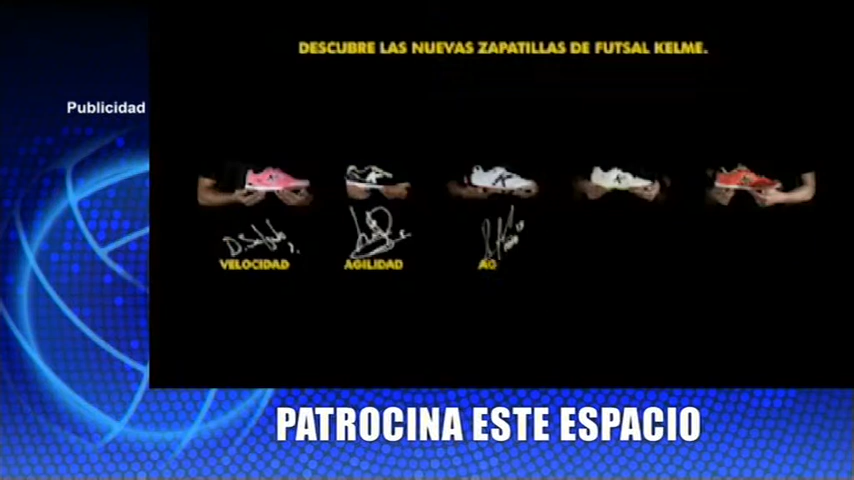 DESCUBRE LAS NUEVAS ZAPATILLAS DE FUTSAL KELME.
Publicidad
VELOCIDAD
AGILIDAD
AG
PATROCINA ESTE ESPACIO